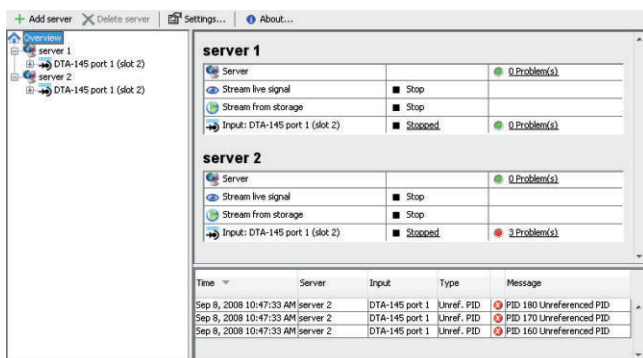 Add server Delete server Settings... About...
Overview
server 1
DTA-145 port 1 (slot 2)
server 2
DTA-145 port 1 (slot 2)
server 1
Server 0 Problem(s)
Stream live signal Stop
Stream from storage Stop
Input: DTA-145 port 1 (slot 2) Stopped 0 Problem(s)
server 2
Server 0 Problem(s)
Stream live signal Stop
Stream from storage Stop
Input: DTA-145 port 1 (slot 2) Stopped 3 Problem(s)
Time Server Input Type Message
Sep 8, 2008 10:47:33 AM server 2 DTA-145 port 1 Unref. PID PID 180 Unreferenced PID
Sep 8, 2008 10:47:33 AM server 2 DTA-145 port 1 Unref. PID PID 170 Unreferenced PID
Sep 8, 2008 10:47:33 AM server 2 DTA-145 port 1 Unref. PID PID 160 Unreferenced PID